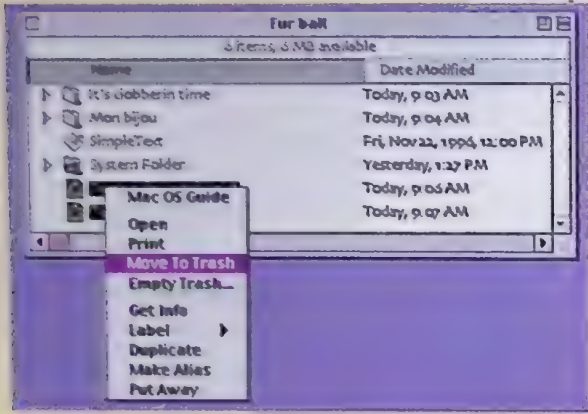 Fur ball
items, MB available
Name Date Modified
It's clobberin time Today, 9:03 AM
Mon bijou Today, 9:04 AM
SimpleText Fri, Nov 22, 1996, 12:00 PM
System Folder Yesterday, 1:27 PM
Today, 9:06 AM
Today, 9:07 AM
Mac OS Guide
Open
Print
Move To Trash
Empty Trash...
Get Info
Label
Duplicate
Make Alias
Put Away